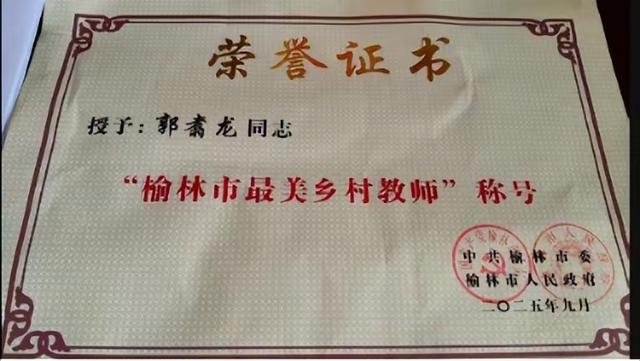 荣誉证书
授予：郭翥龙同志
“榆林市最美乡村教师”称号
中共榆林市委
榆林市人民政府
二〇二五年九月